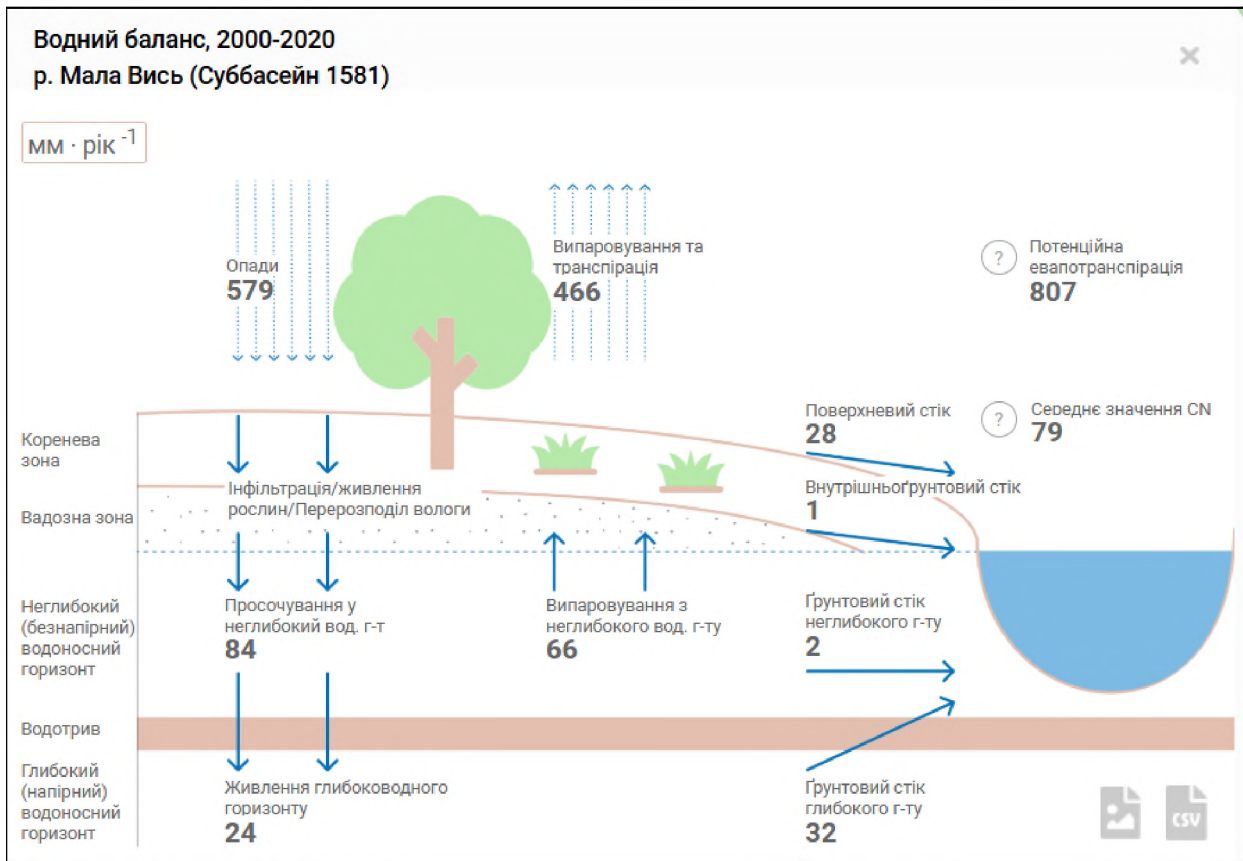 Водний баланс, 2000-2020
р. Мала Вись (Суббасейн 1581)
×
мм · рік -1
Опади
579
Випаровування та
транспірація
466
?
Потенційна
евапотранспірація
807
Коренева
зона
Поверхневий стік
28
?
Середнє значення CN
79
Інфільтрація/живлення
рослин/Перерозподіл вологи
Внутрішньоґрунтовий стік
1
Вадозна зона
Неглибокий
(безнапірний)
водоносний
горизонт
Просочування у
неглибокий вод. г-т
84
Випаровування з
неглибокого вод. г-ту
66
Ґрунтовий стік
неглибокого г-ту
2
Водотрив
Глибокий
(напірний)
водоносний
горизонт
Живлення глибоководного
горизонту
24
Ґрунтовий стік
глибокого г-ту
32
CSV